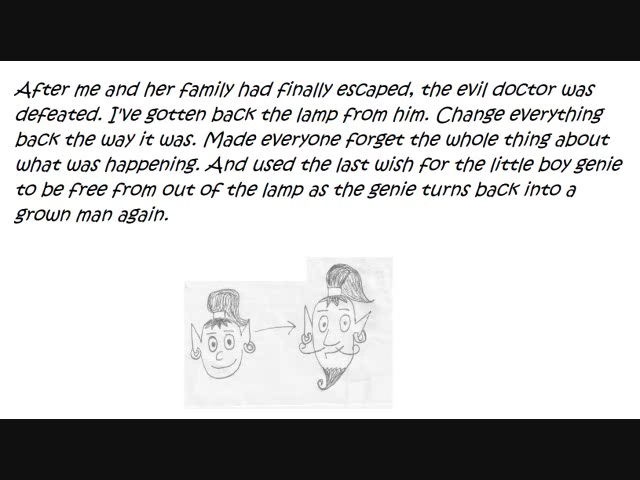 After me and her family had finally escaped, the evil doctor was
defeated. I've gotten back the lamp from him. Change everything
back the way it was. Made everyone forget the whole thing about
what was happening. And used the last wish for the little boy genie
to be free from out of the lamp as the genie turns back into a
grown man again.